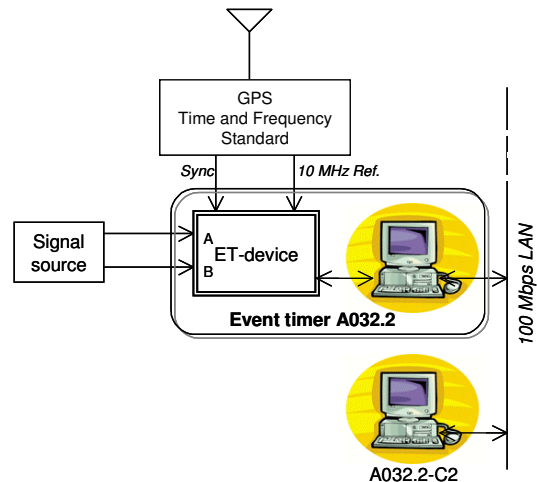 GPS
Time and Frequency
Standard
Sync
10 MHz Ref.
Signal
source
A
ET-device
B
Event timer A032.2
100 Mbps LAN
A032.2-C2